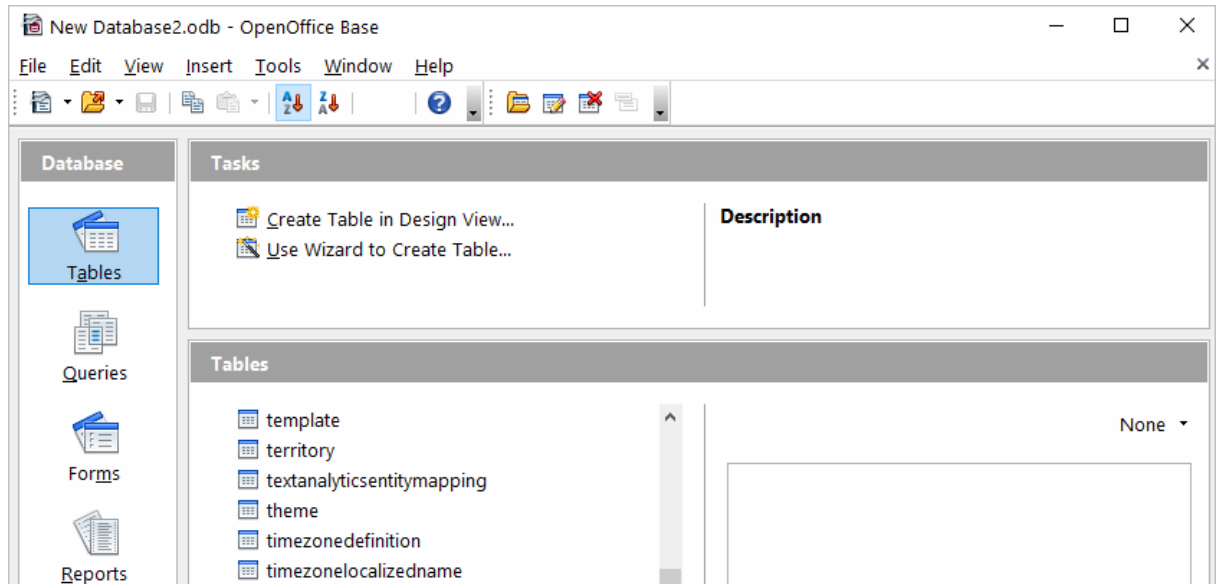 New Database2.odb - OpenOffice Base
File Edit View Insert Tools Window Help
Database
Tables
Queries
Forms
Reports
Tasks
Create Table in Design View...
Use Wizard to Create Table...
Description
Tables
template
territory
textanalyticsentitymapping
theme
timezonedefinition
timezonelocalizedname
None